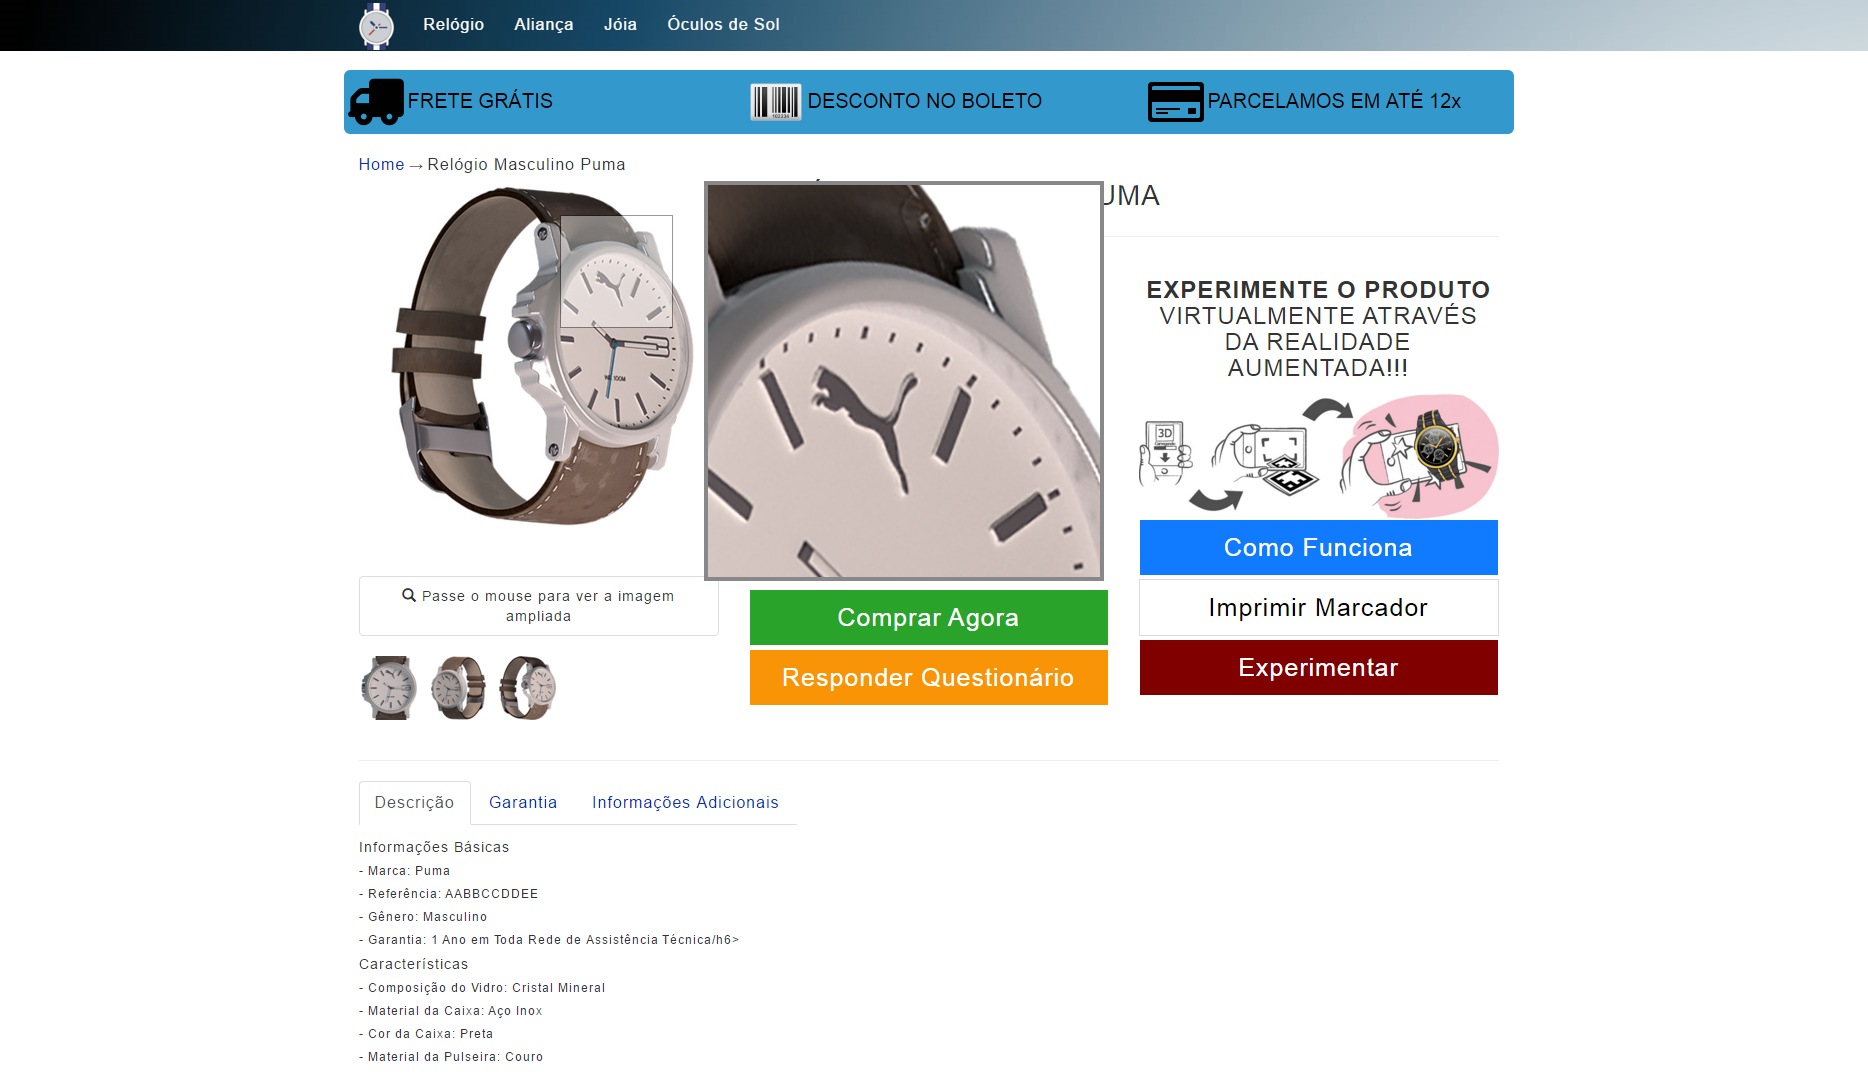 Relógio Aliança Jóia Óculos de Sol
FRETE GRÁTIS DESCONTO NO BOLETO PARCELAMOS EM ATÉ 12x
Home → Relógio Masculino Puma
UMA
3
WR 100M
EXPERIMENTE O PRODUTO
VIRTUALMENTE ATRAVÉS
DA REALIDADE
AUMENTADA!!!
3D
Como Funciona
Imprimir Marcador
Experimentar
Passe o mouse para ver a imagem
ampliada
Comprar Agora
Responder Questionário
Descrição Garantia Informações Adicionais
Informações Básicas
- Marca: Puma
- Referência: AABBCCDDEE
- Gênero: Masculino
- Garantia: 1 Ano em Toda Rede de Assistência Técnica/h6>
Características
- Composição do Vidro: Cristal Mineral
- Material da Caixa: Aço Inox
- Cor da Caixa: Preta
- Material da Pulseira: Couro